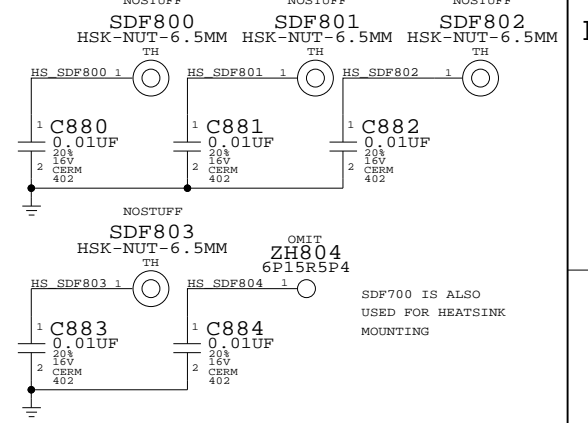 NOSTUFF NOSTUFF NOSTUFF
SDF800 SDF801 SDF802
HSK-NUT-6.5MM HSK-NUT-6.5MM HSK-NUT-6.5MM
TH TH TH
HS_SDF800 1 HS_SDF801 1 HS_SDF802 1
1 C880 1 C881 1 C882
0.01UF 0.01UF 0.01UF
20% 20% 20%
16V 16V 16V
2 CERM 2 CERM 2 CERM
402 402 402
NOSTUFF
SDF803
HSK-NUT-6.5MM
TH
OMIT
ZH804
6P15R5P4
HS_SDF803 1 HS_SDF804 1
SDF700 IS ALSO
USED FOR HEATSINK
MOUNTING
1 C883 1 C884
0.01UF 0.01UF
20% 20%
16V 16V
2 CERM 2 CERM
402 402